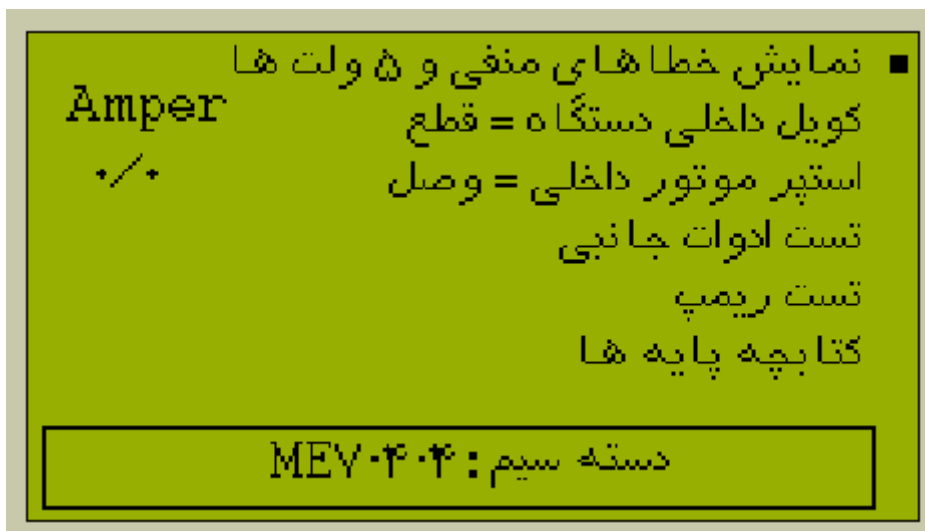 ■ نمایش خطا های منفی و ۵ ولت ها
Amper
کویل داخلی دستگاه = قطع
۰/۰
استپر موتور داخلی = وصل
تست ادوات جانبی
تست ریمپ
کتابچه پایه ها
دسته سیم : MEV۰۴۰۴